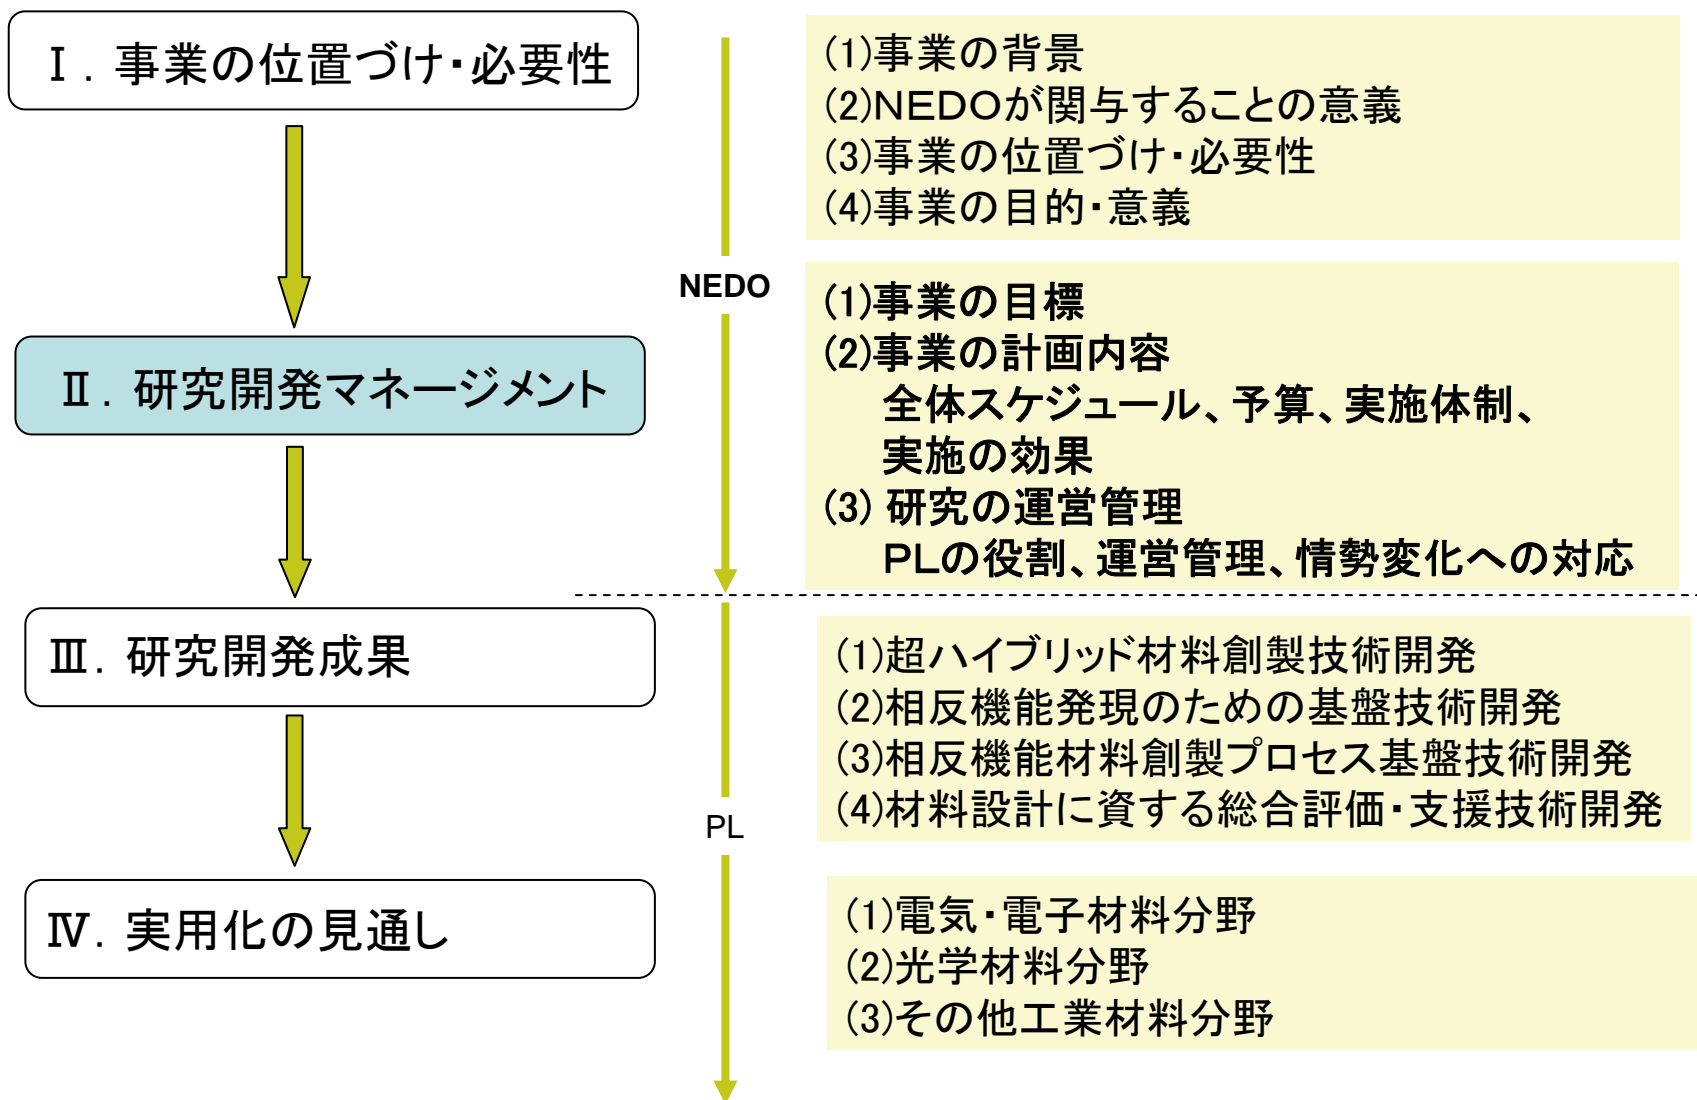 Ⅰ．事業の位置づけ・必要性
(1)事業の背景
(2)ＮＥＤＯが関与することの意義
(3)事業の位置づけ・必要性
(4)事業の目的・意義
NEDO
Ⅱ．研究開発マネージメント
(1)事業の目標
(2)事業の計画内容
全体スケジュール、予算、実施体制、
実施の効果
(3) 研究の運営管理
ＰＬの役割、運営管理、情勢変化への対応
Ⅲ．研究開発成果
(1)超ハイブリッド材料創製技術開発
(2)相反機能発現のための基盤技術開発
(3)相反機能材料創製プロセス基盤技術開発
(4)材料設計に資する総合評価・支援技術開発
PL
Ⅳ．実用化の見通し
(1)電気・電子材料分野
(2)光学材料分野
(3)その他工業材料分野